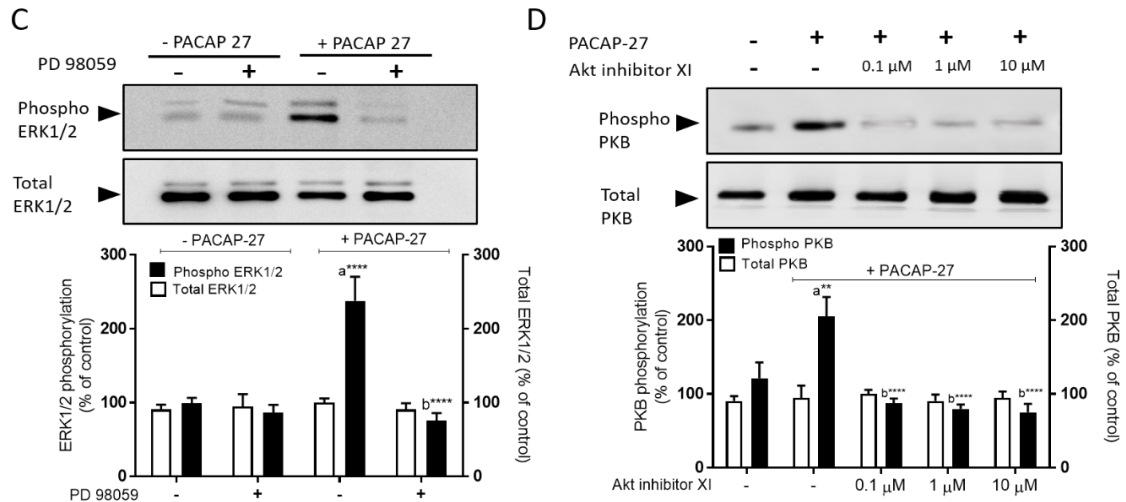 C
- PACAP 27 + PACAP 27
PD 98059 - + - +
Phospho
ERK1/2
Total
ERK1/2
- PACAP-27 + PACAP-27
300 300
Phospho ERK1/2
Total ERK1/2
a****
200 200
100 100
b****
0 0
ERK1/2 phosphorylation
(% of control)
Total ERK1/2 (% of
control)
PD 98059 - + - +
D
PACAP-27 - + + + +
Akt inhibitor XI - 0.1 µM 1 µM 10 µM
Phospho
PKB
Total
PKB
300 300
Phospho PKB
Total PKB
+ PACAP-27
a**
200 200
100 100
b**** b**** b****
0 0
PKB phosphorylation
(% of control)
Total PKB (% of
control)
Akt inhibitor XI - - 0.1 µM 1 µM 10 µM